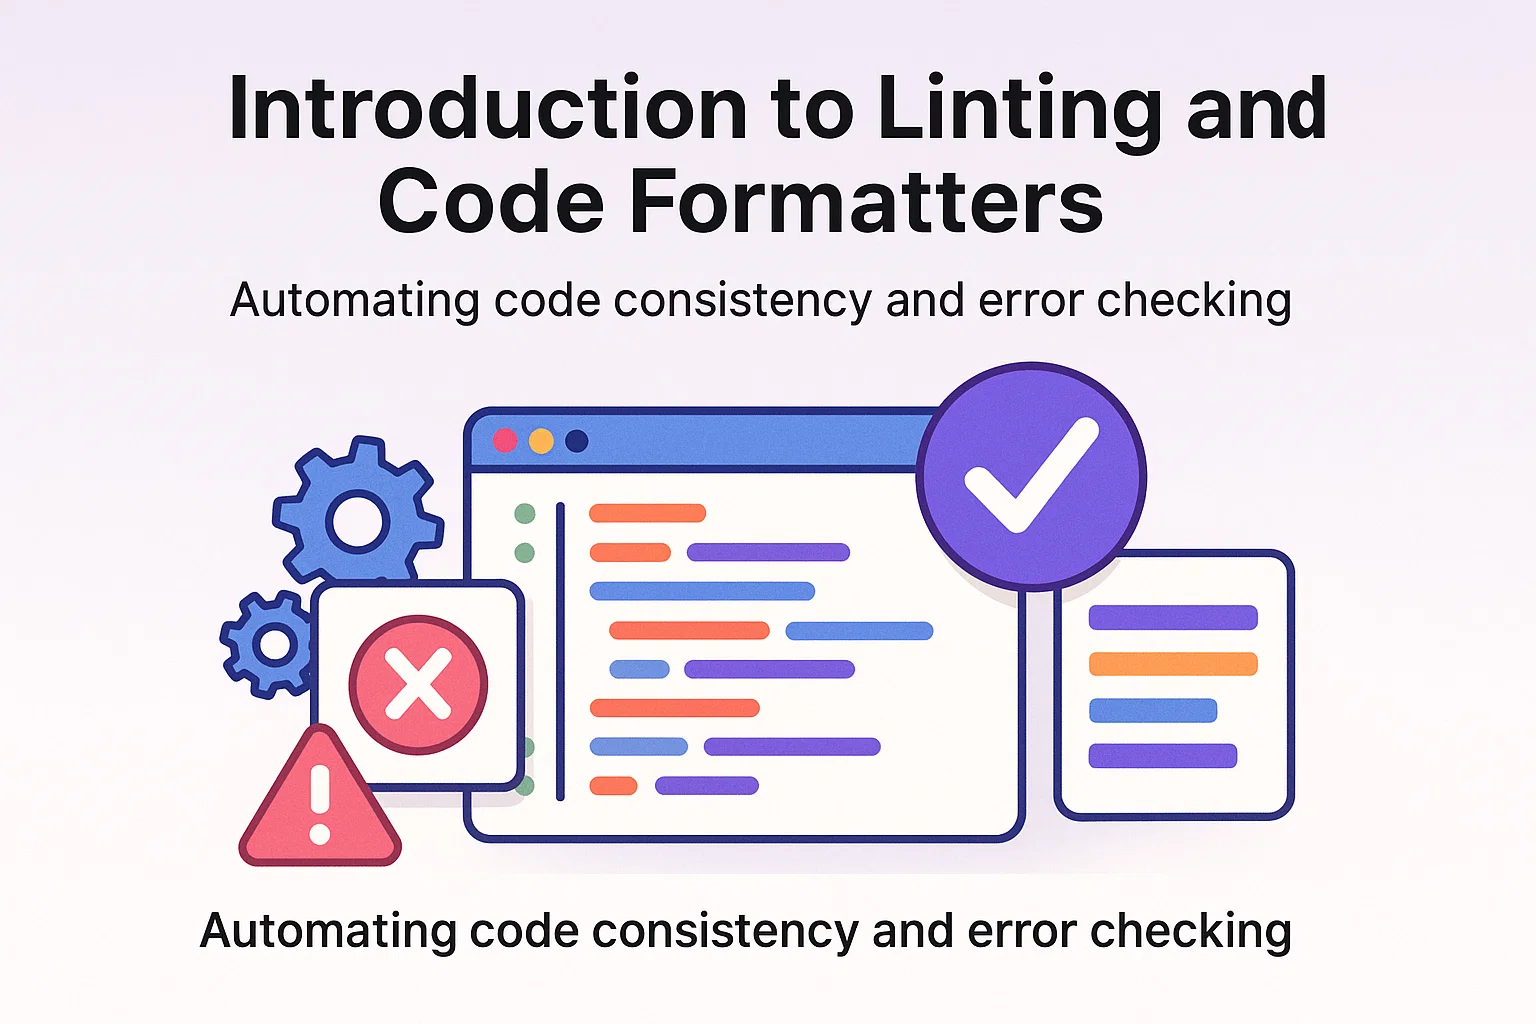 Introduction to Linting and
Code Formatters
Automating code consistency and error checking
Automating code consistency and error checking